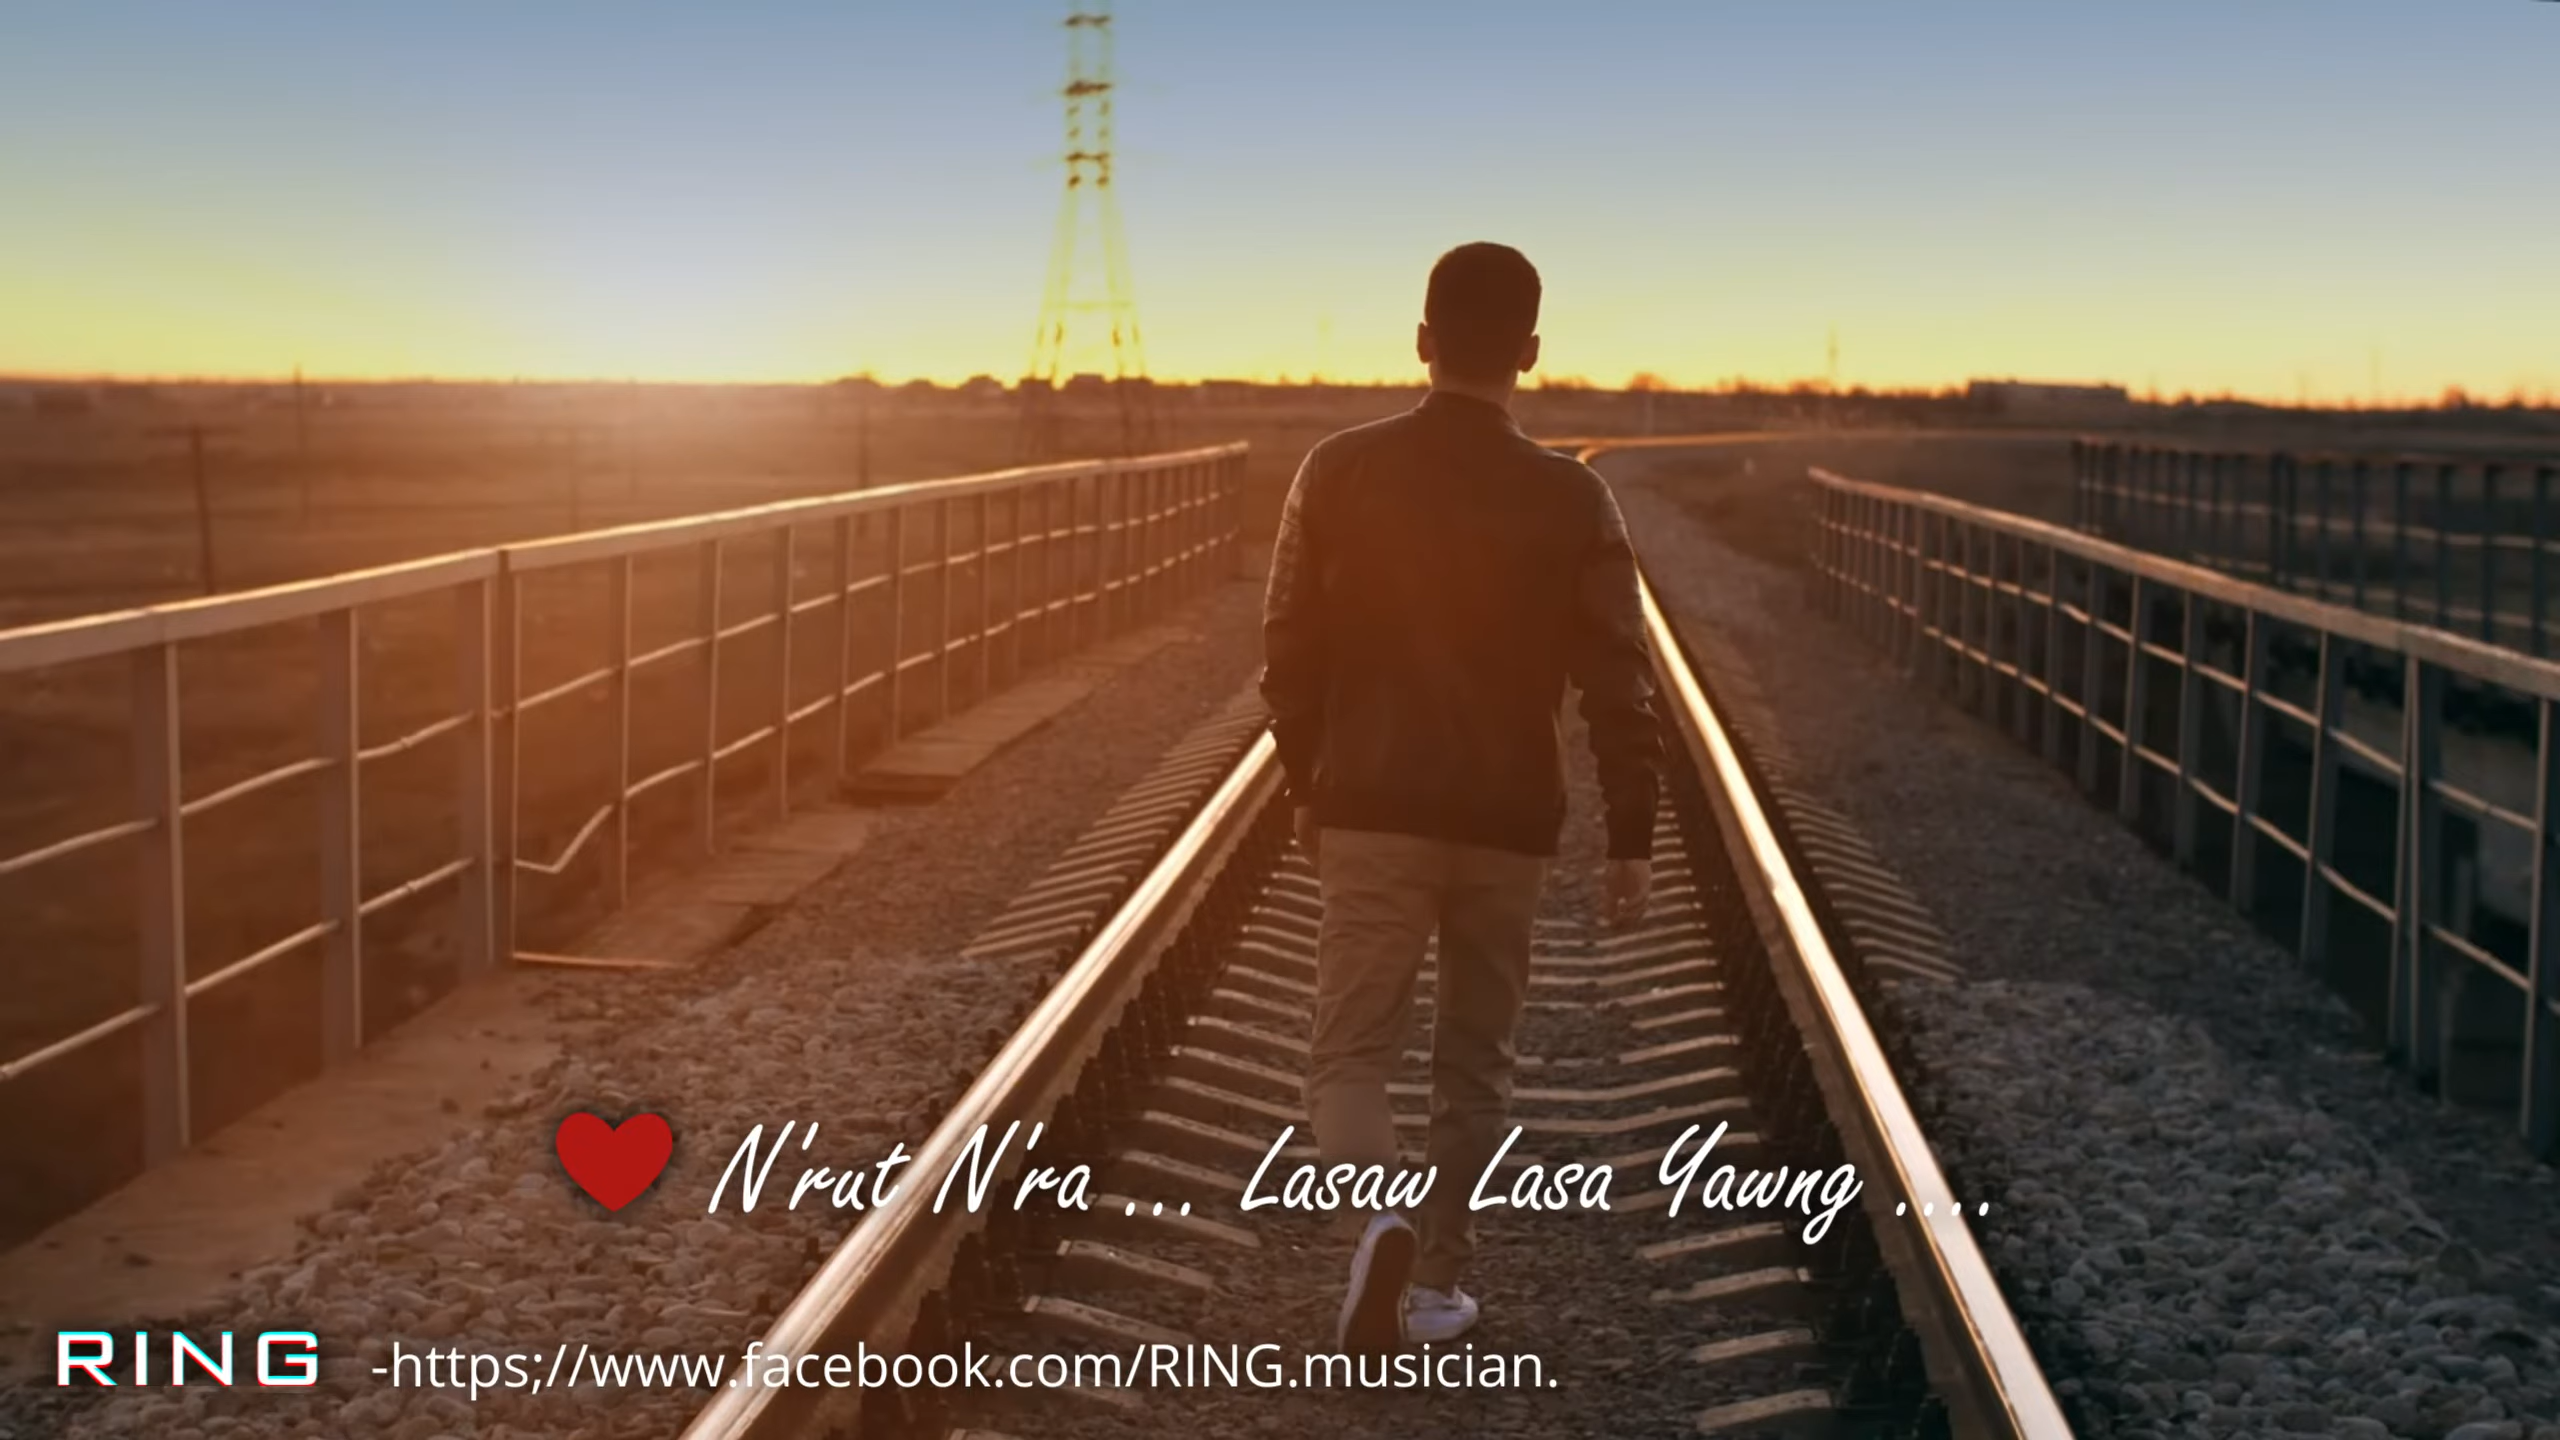 N'rut N'ra ... Lasaw Lasa Yawng ....
RING -https;//www.facebook.com/RING.musician.